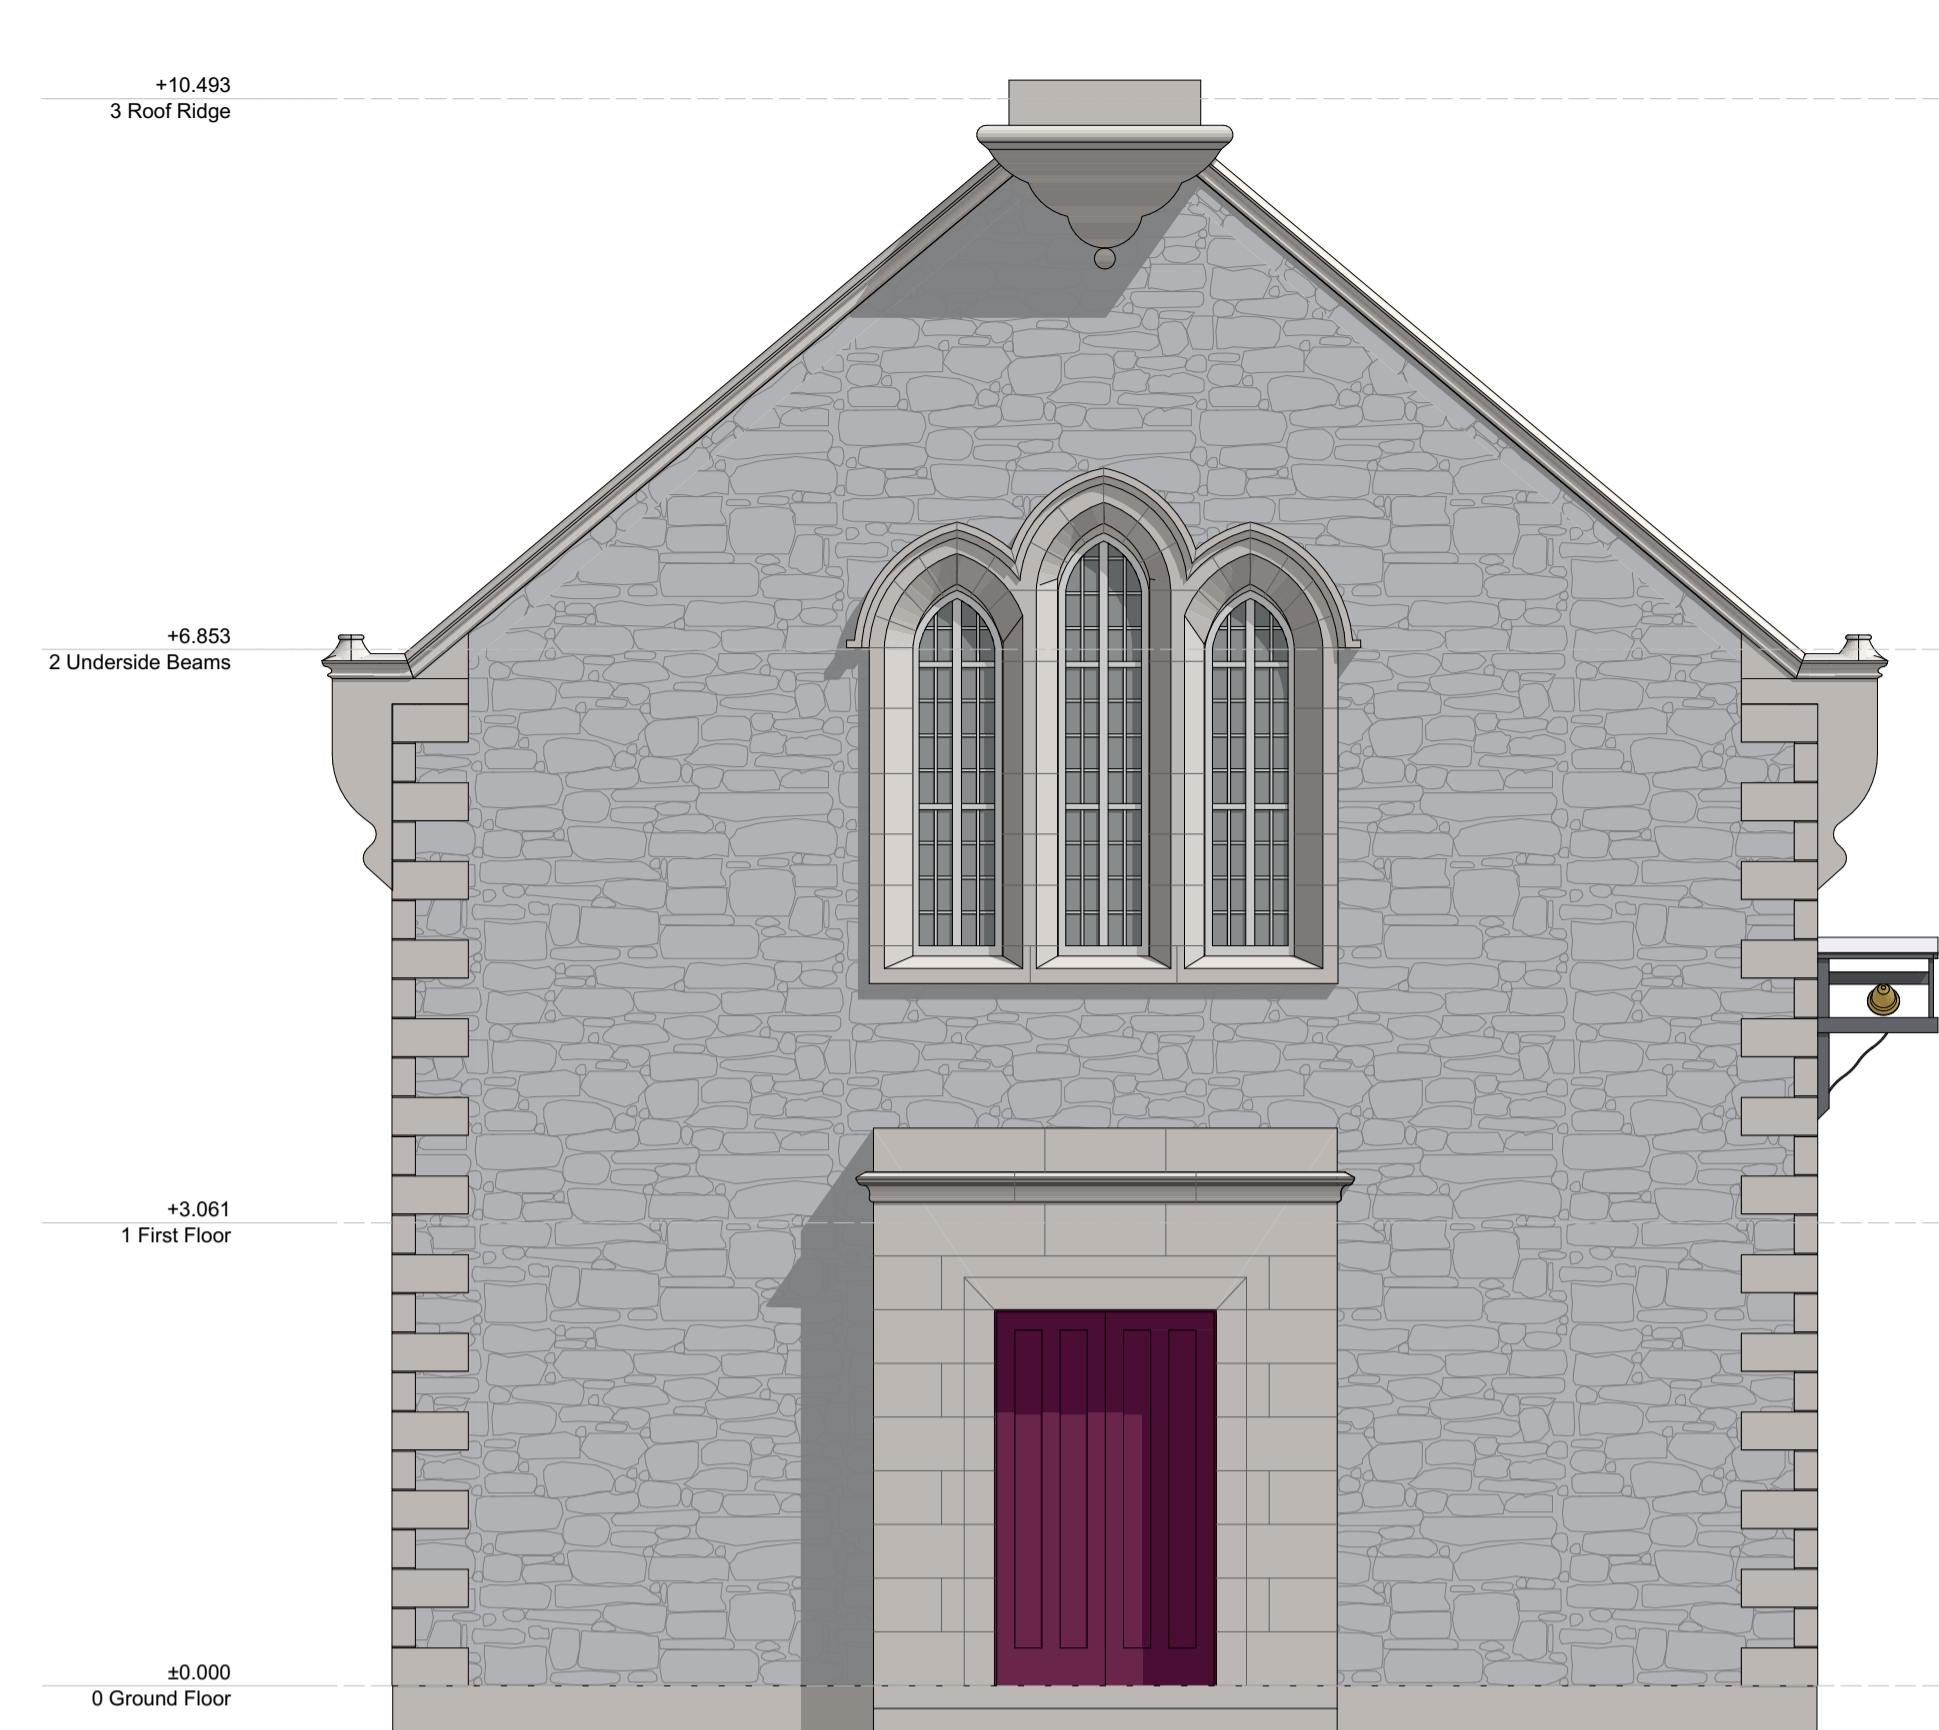 +10.493
3 Roof Ridge
+6.853
2 Underside Beams
+3.061
1 First Floor
±0.000
0 Ground Floor